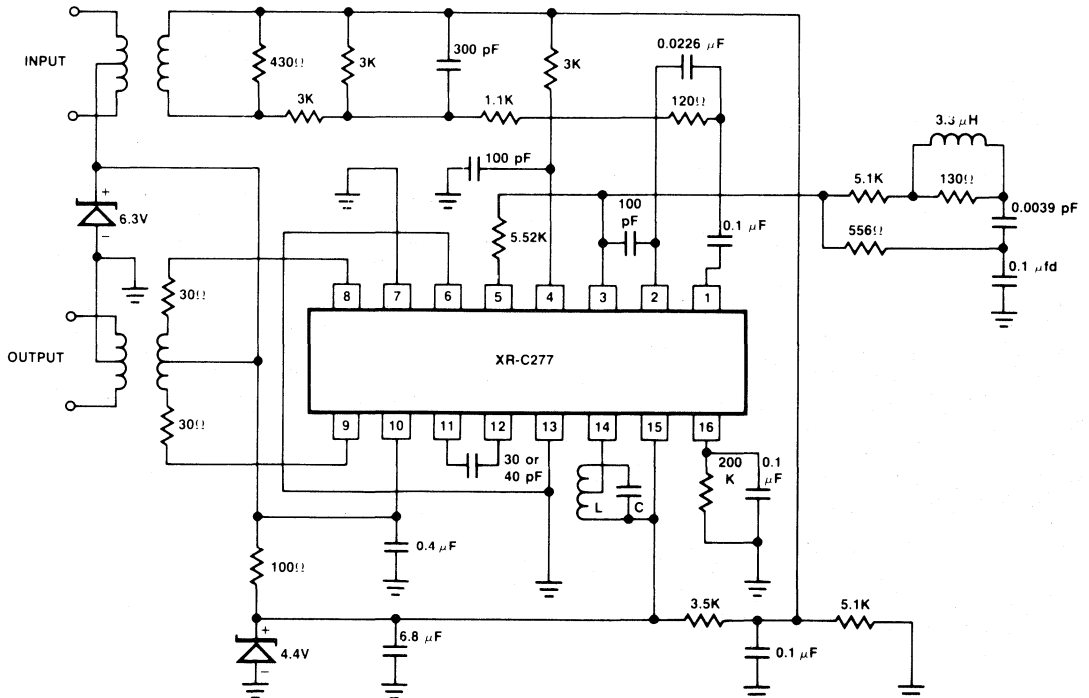 INPUT
430Ω
3K
3K
300 pF
1.1K
3K
0.0226 μF
120Ω
3.3 μH
5.1K
130Ω
0.0039 pF
556Ω
0.1 μfd
100 pF
5.52K
100
pF
0.1 μF
+
6.3V
−
30Ω
OUTPUT
30Ω
8
7
6
5
4
3
2
1
XR-C277
9
10
11
12
13
14
15
16
30 or
40 pF
L
C
200
K
0.1
μF
0.4 μF
100Ω
+
4.4V
−
6.8 μF
3.5K
5.1K
0.1 μF